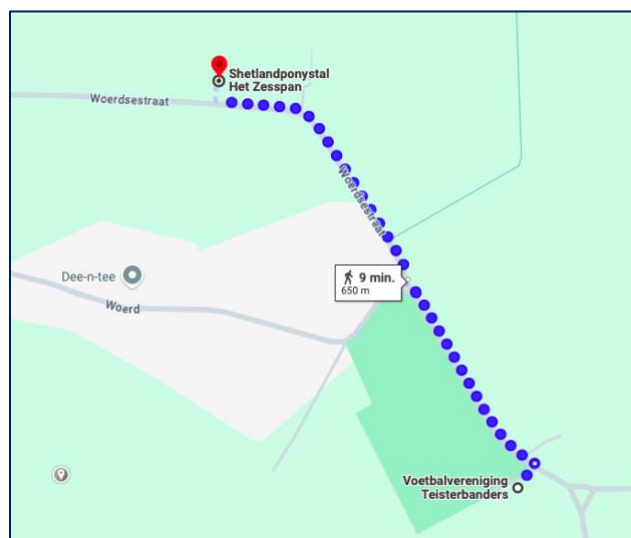 Shetlandponystal
Het Zesspan
Woerdsestraat
Woerdsestraat
9 min.
650 m
Dee-n-tee
Woerd
Voetbalvereniging
Teisterbanders